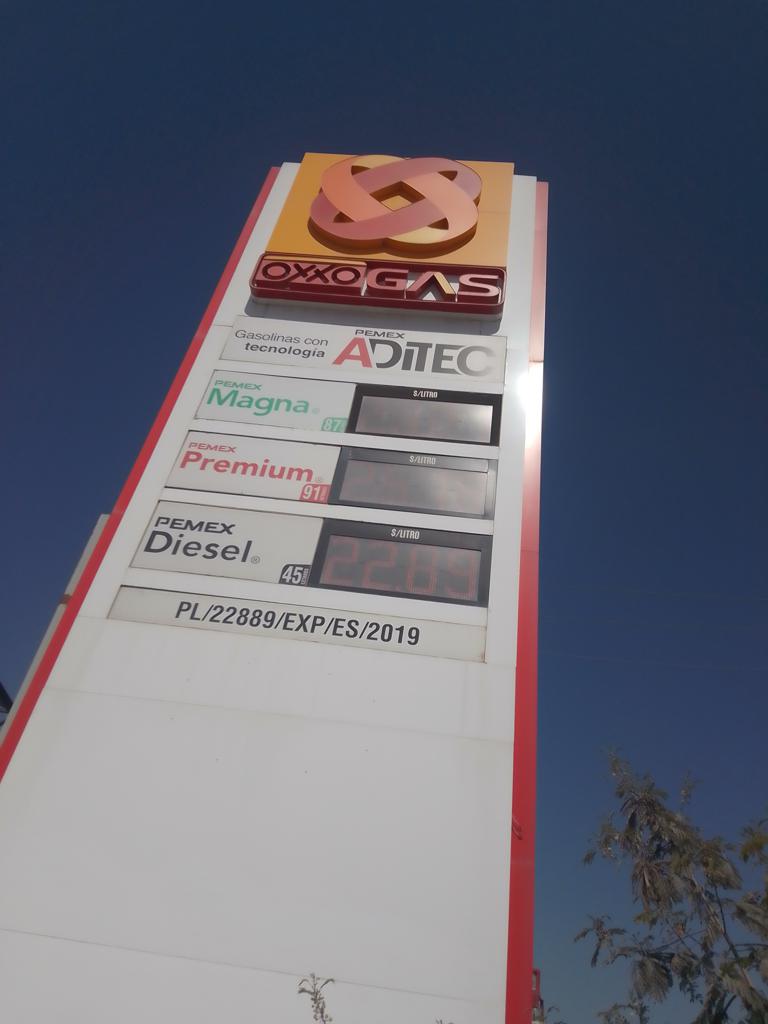 OXXO GAS
Gasolinas con
tecnología
PEMEX
ADiTEC
PEMEX
Magna®
87
$/LITRO
PEMEX
Premium®
91
$/LITRO
PEMEX
Diesel®
45
$/LITRO
22.89
PL/22889/EXP/ES/2019